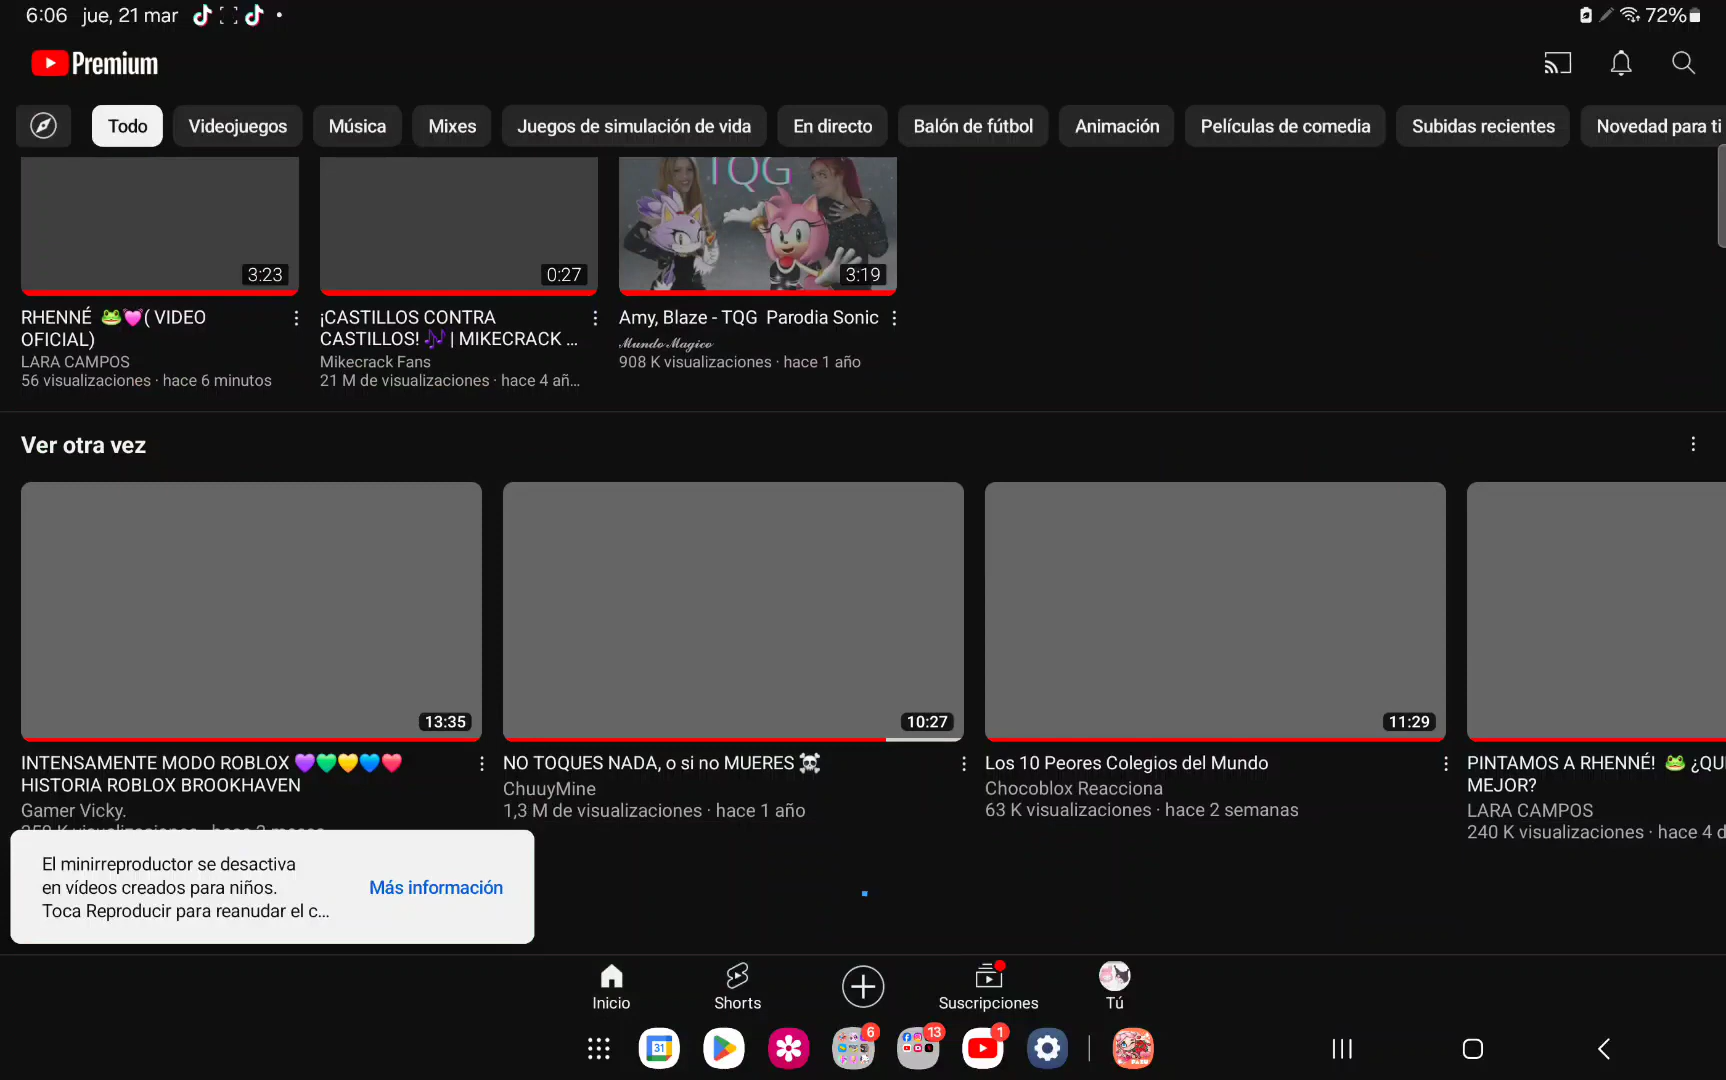 6:06 jue, 21 mar
72%
Premium
Todo
Videojuegos
Música
Mixes
Juegos de simulación de vida
En directo
Balón de fútbol
Animación
Películas de comedia
Subidas recientes
Novedad para ti
TQG
3:23
0:27
3:19
RHENNÉ 🐸💓( VIDEO
OFICIAL)
LARA CAMPOS
56 visualizaciones · hace 6 minutos
¡CASTILLOS CONTRA
CASTILLOS! 🎶 | MIKECRACK ...
Mikecrack Fans
21 M de visualizaciones · hace 4 añ...
Amy, Blaze - TQG Parodia Sonic
𝓜𝓾𝓷𝓭𝓸 𝓜𝓪𝓰𝓲𝓬𝓸
908 K visualizaciones · hace 1 año
Ver otra vez
13:35
10:27
11:29
INTENSAMENTE MODO ROBLOX 💜💚💛💙❤️
HISTORIA ROBLOX BROOKHAVEN
Gamer Vicky.
NO TOQUES NADA, o si no MUERES ☠️
ChuuyMine
1,3 M de visualizaciones · hace 1 año
Los 10 Peores Colegios del Mundo
Chocoblox Reacciona
63 K visualizaciones · hace 2 semanas
PINTAMOS A RHENNÉ! 🐸 ¿QU
MEJOR?
LARA CAMPOS
240 K visualizaciones · hace 4 d
El minirreproductor se desactiva
en vídeos creados para niños.
Toca Reproducir para reanudar el c...
Más información
Inicio
Shorts
Suscripciones
Tú
31
6
13
1